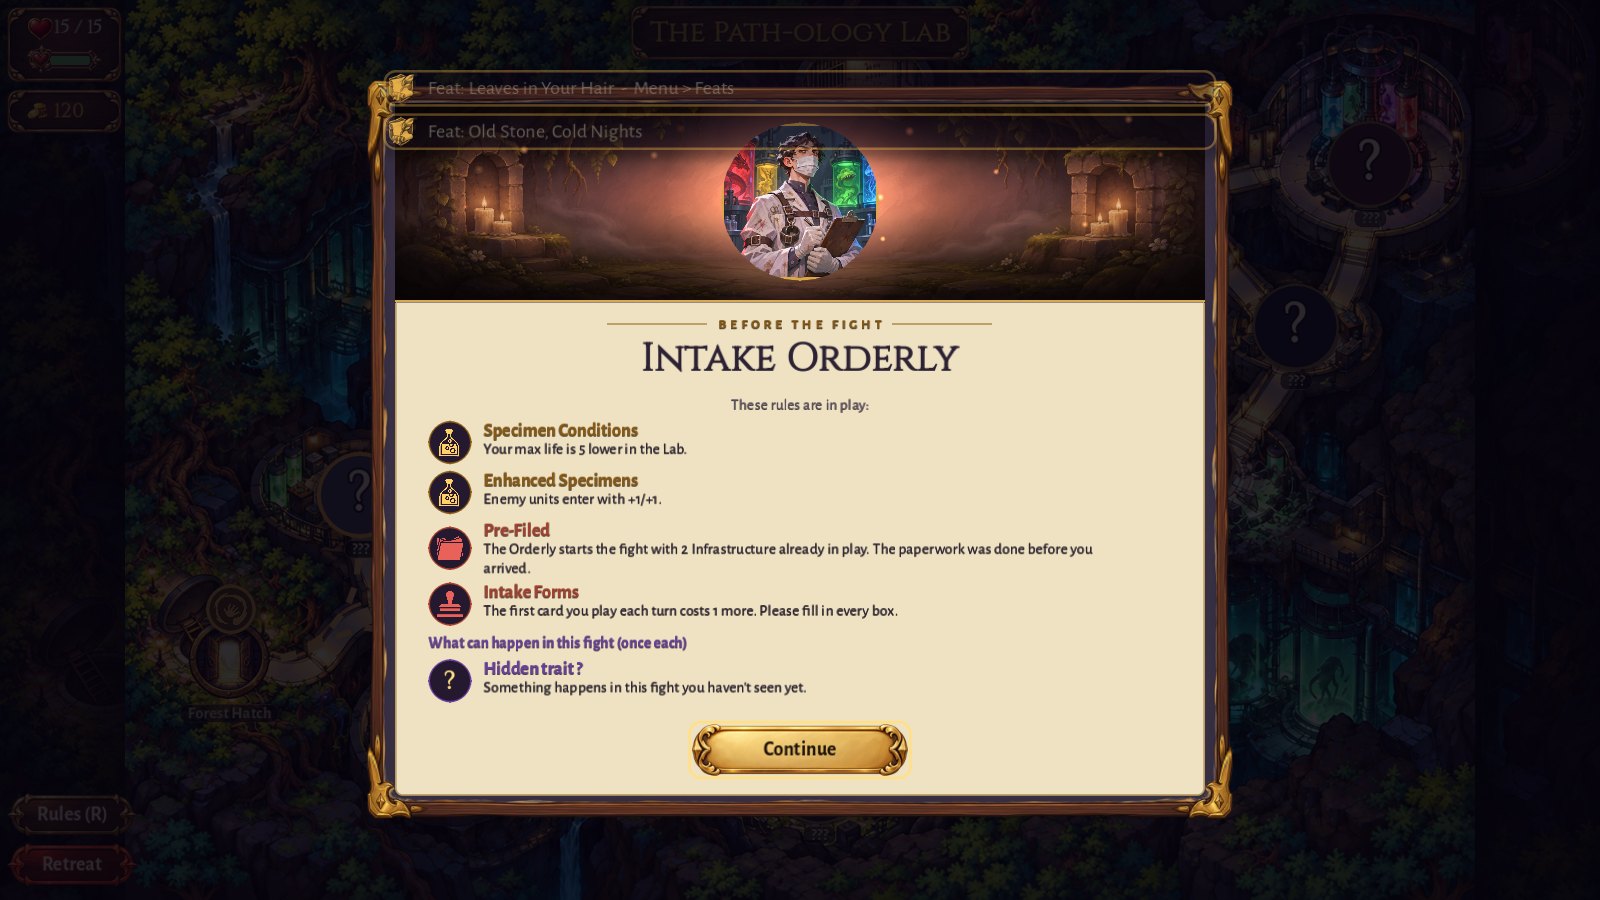 15 / 15
The Path-ology Lab
120
Feat: Leaves in Your Hair - Menu > Feats
Feat: Old Stone, Cold Nights
BEFORE THE FIGHT
Intake Orderly
These rules are in play:
Specimen Conditions
Your max life is 5 lower in the Lab.
Enhanced Specimens
Enemy units enter with +1/+1.
Pre-Filed
The Orderly starts the fight with 2 Infrastructure already in play. The paperwork was done before you
arrived.
Intake Forms
The first card you play each turn costs 1 more. Please fill in every box.
What can happen in this fight (once each)
? Hidden trait ?
Something happens in this fight you haven't seen yet.
Continue
?
???
?
???
?
???
Forest Hatch
???
Rules (R)
Retreat